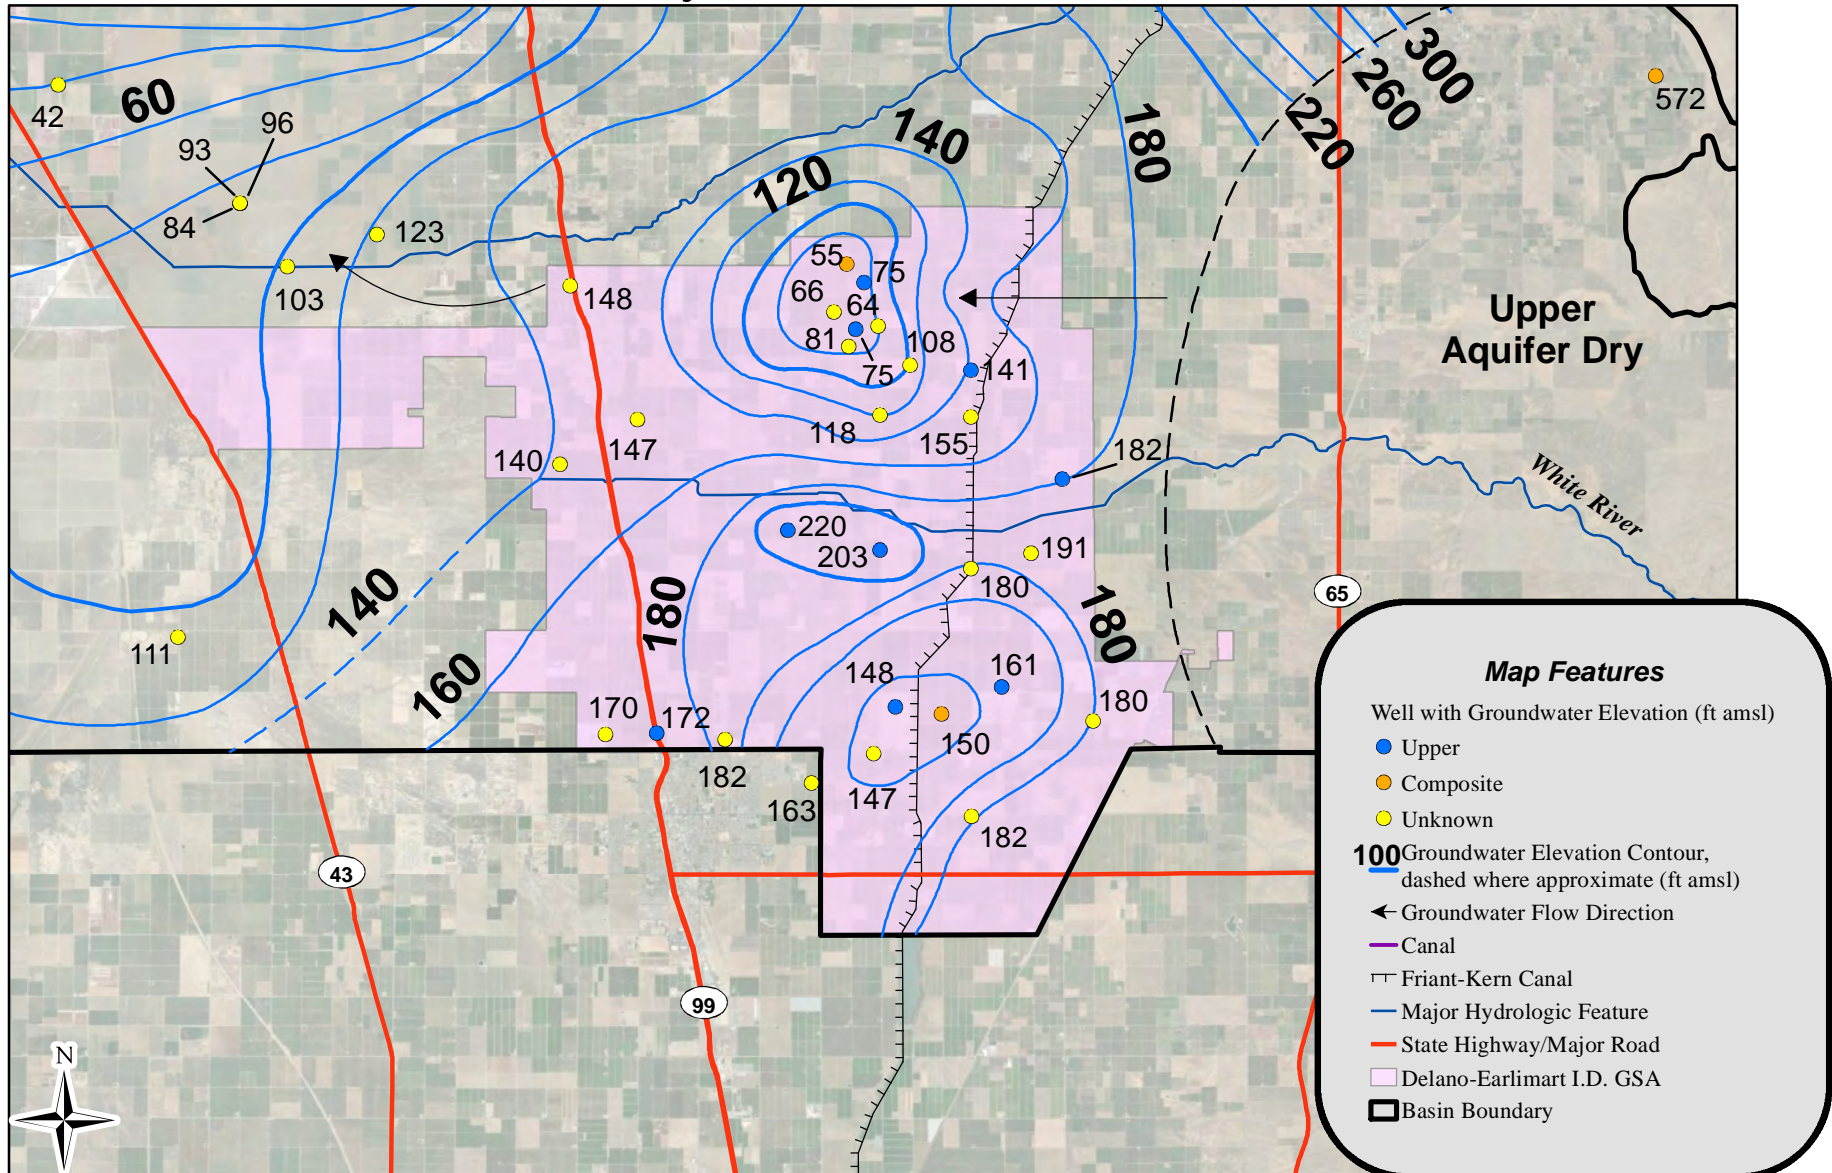 42
60
93
96
84
123
103
148
120
140
180
220
260
300
572
55
75
66
64
81
75
108
141
118
155
147
140
182
Upper
Aquifer Dry
White River
220
203
191
180
180
180
140
160
111
170
172
182
163
148
161
150
147
180
182
65
43
99
N
Map Features
Well with Groundwater Elevation (ft amsl)
Upper
Composite
Unknown
100 Groundwater Elevation Contour,
dashed where approximate (ft amsl)
Groundwater Flow Direction
Canal
Friant-Kern Canal
Major Hydrologic Feature
State Highway/Major Road
Delano-Earlimart I.D. GSA
Basin Boundary